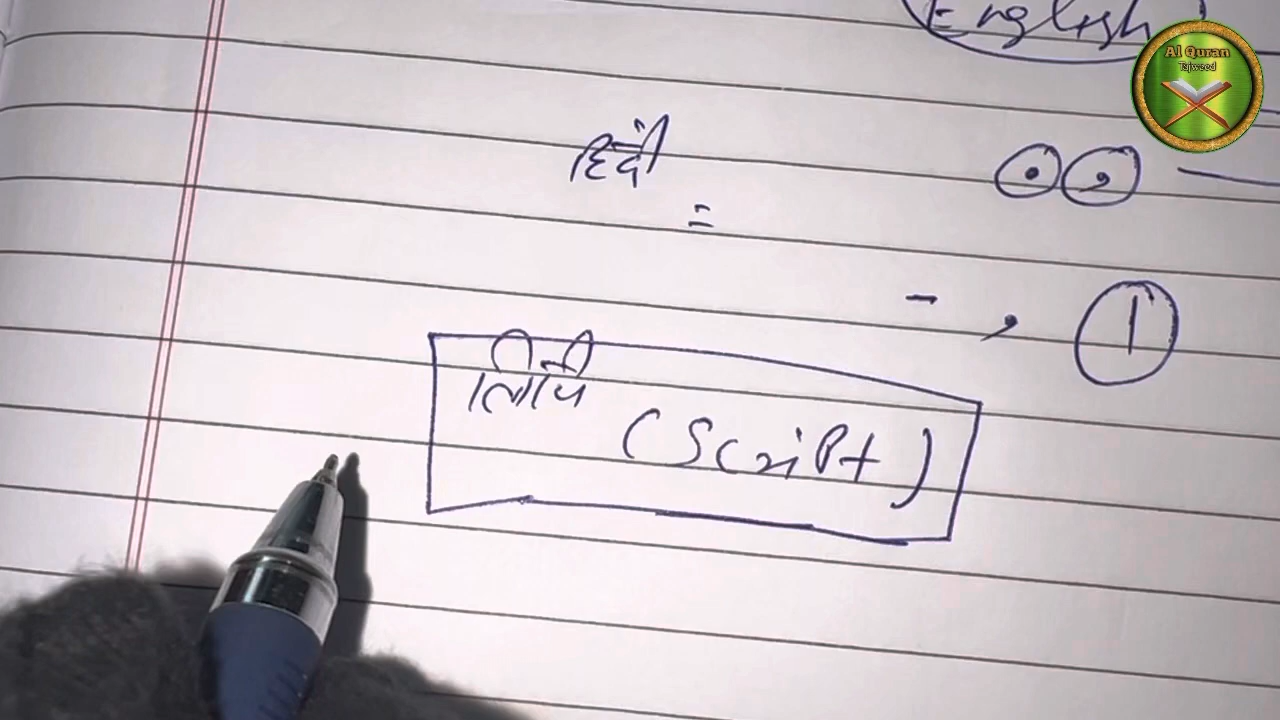 English
Al Quran
Tajweed
हिंदी
=
. ,
- , ।
लिपि
(Script)